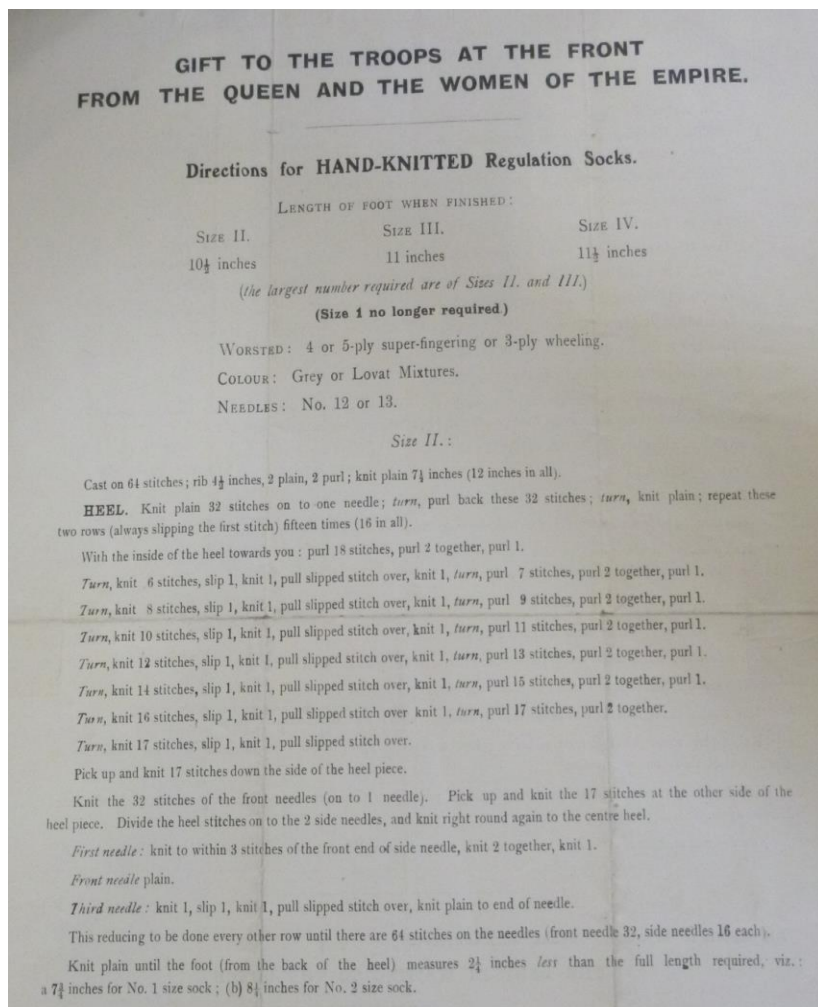 GIFT TO THE TROOPS AT THE FRONT
FROM THE QUEEN AND THE WOMEN OF THE EMPIRE.
Directions for HAND-KNITTED Regulation Socks.
LENGTH OF FOOT WHEN FINISHED:
SIZE II. SIZE III. SIZE IV.
10½ inches 11 inches 11½ inches
(the largest number required are of Sizes II. and III.)
(Size 1 no longer required.)
WORSTED: 4 or 5-ply super-fingering or 3-ply wheeling.
COLOUR: Grey or Lovat Mixtures.
NEEDLES: No. 12 or 13.
Size II.:
Cast on 64 stitches; rib 4½ inches, 2 plain, 2 purl; knit plain 7½ inches (12 inches in all).
HEEL. Knit plain 32 stitches on to one needle; turn, purl back these 32 stitches; turn, knit plain; repeat these
two rows (always slipping the first stitch) fifteen times (16 in all).
With the inside of the heel towards you: purl 18 stitches, purl 2 together, purl 1.
Turn, knit 6 stitches, slip 1, knit 1, pull slipped stitch over, knit 1, turn, purl 7 stitches, purl 2 together, purl 1.
Turn, knit 8 stitches, slip 1, knit 1, pull slipped stitch over, knit 1, turn, purl 9 stitches, purl 2 together, purl 1.
Turn, knit 10 stitches, slip 1, knit 1, pull slipped stitch over, knit 1, turn, purl 11 stitches, purl 2 together, purl 1.
Turn, knit 12 stitches, slip 1, knit 1, pull slipped stitch over, knit 1, turn, purl 13 stitches, purl 2 together, purl 1.
Turn, knit 14 stitches, slip 1, knit 1, pull slipped stitch over, knit 1, turn, purl 15 stitches, purl 2 together, purl 1.
Turn, knit 16 stitches, slip 1, knit 1, pull slipped stitch over knit 1, turn, purl 17 stitches, purl 2 together.
Turn, knit 17 stitches, slip 1, knit 1, pull slipped stitch over.
Pick up and knit 17 stitches down the side of the heel piece.
Knit the 32 stitches of the front needles (on to 1 needle). Pick up and knit the 17 stitches at the other side of the
heel piece. Divide the heel stitches on to the 2 side needles, and knit right round again to the centre heel.
First needle: knit to within 3 stitches of the front end of side needle, knit 2 together, knit 1.
Front needle plain.
Third needle: knit 1, slip 1, knit 1, pull slipped stitch over, knit plain to end of needle.
This reducing to be done every other row until there are 64 stitches on the needles (front needle 32, side needles 16 each).
Knit plain until the foot (from the back of the heel) measures 2¼ inches less than the full length required, viz.:
a 7¾ inches for No. 1 size sock; (b) 8¼ inches for No. 2 size sock.